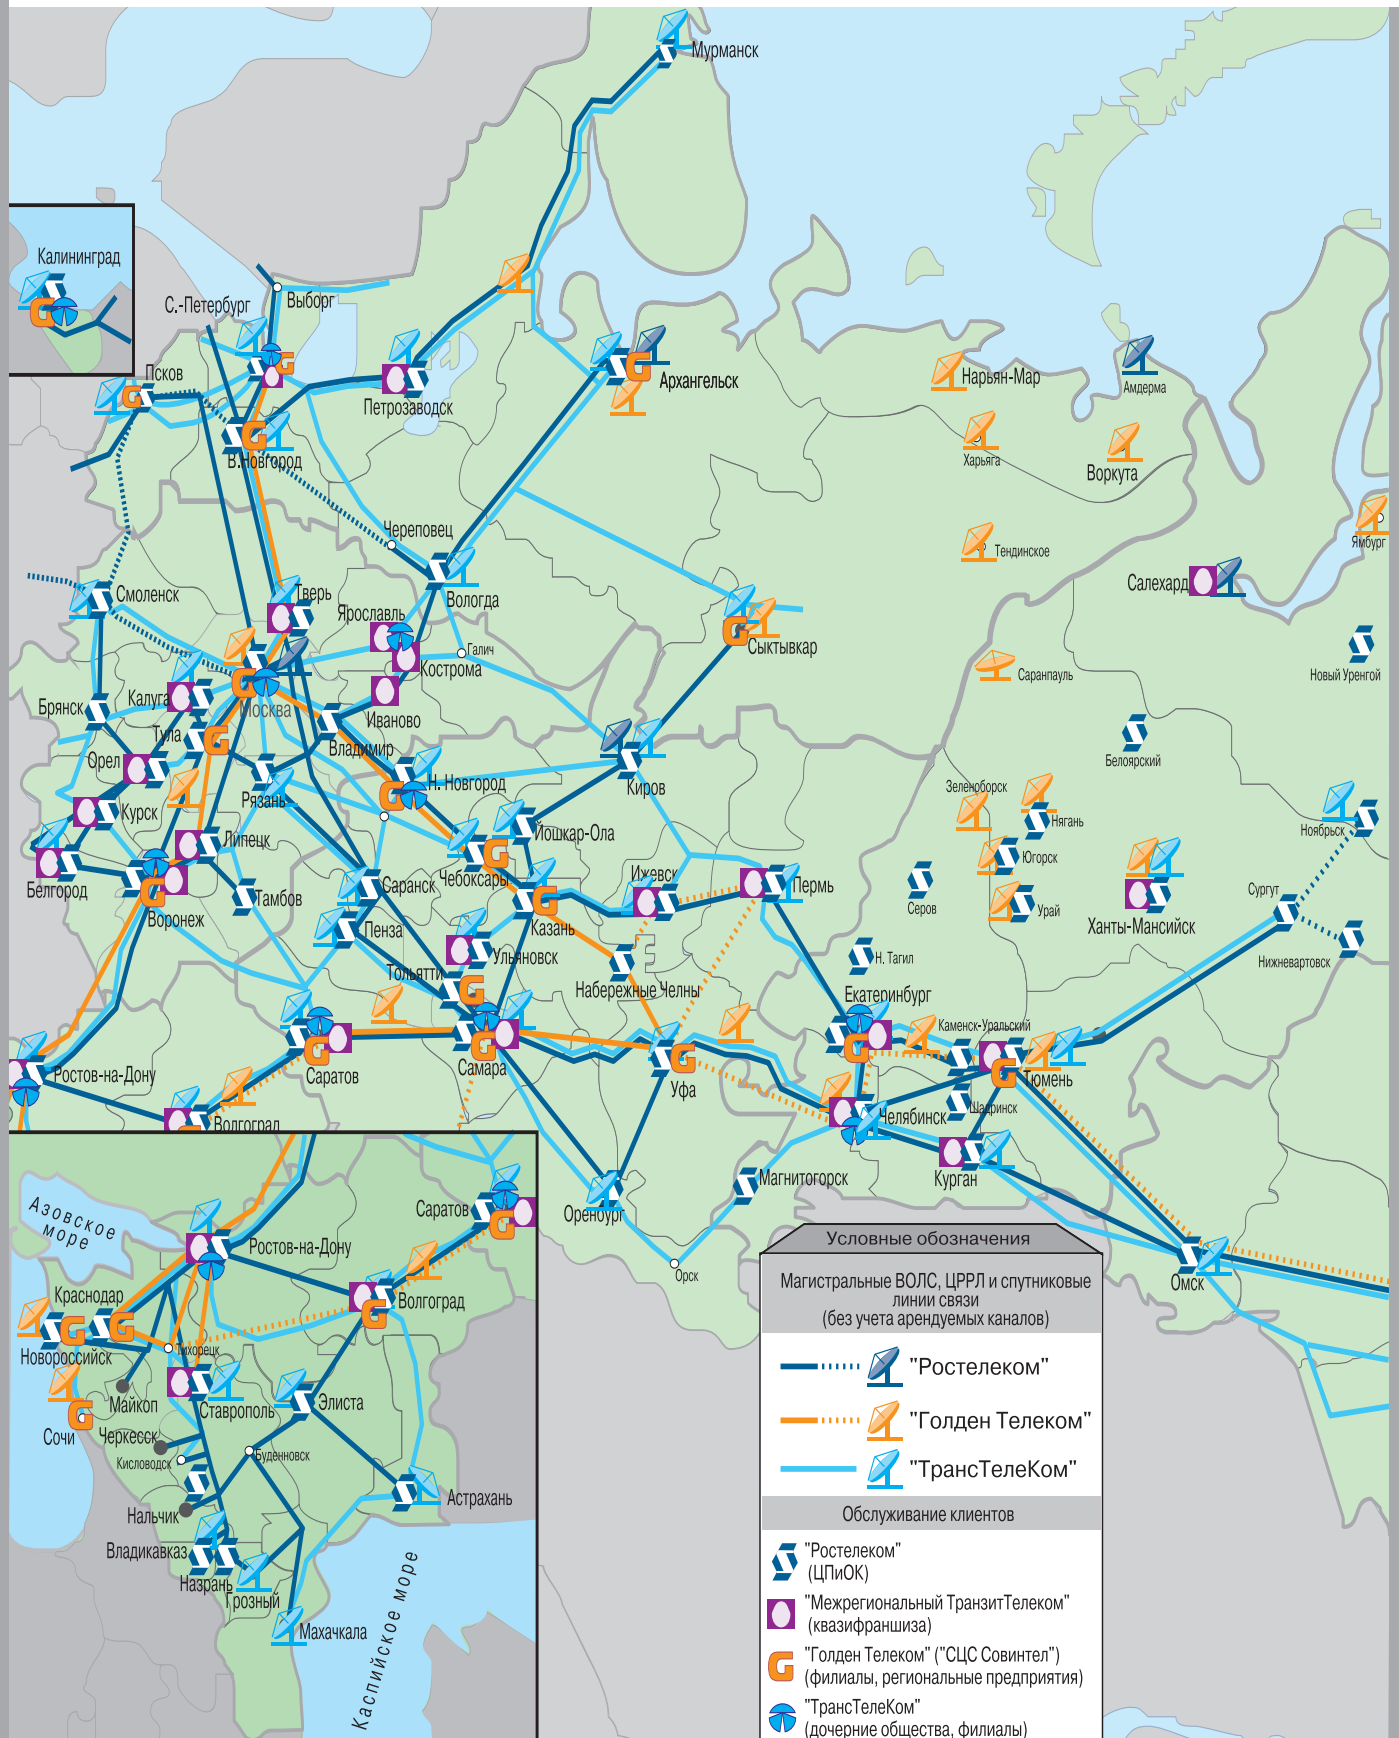 Мурманск
Калининград
С.-Петербург
Выборг
Псков
Петрозаводск
Архангельск
Нарьян-Мар
Амдерма
В.Новгород
Харьяга
Воркута
Череповец
Тендинское
Ямбург
Смоленск
Тверь
Вологда
Салехард
Ярославль
Галич
Сыктывкар
Кострома
Саранпауль
Новый Уренгой
Брянск
Калуга
Москва
Иваново
Тула
Владимир
Белоярский
Орел
Рязань
Н. Новгород
Киров
Зеленоборск
Курск
Йошкар-Ола
Нягань
Ноябрьск
Липецк
Чебоксары
Югорск
Белгород
Тамбов
Саранск
Ижевск
Пермь
Серов
Урай
Сургут
Воронеж
Пенза
Казань
Ханты-Мансийск
Ульяновск
Н. Тагил
Нижневартовск
Тольятти
Набережные Челны
Екатеринбург
Каменск-Уральский
Ростов-на-Дону
Саратов
Самара
Уфа
Тюмень
Шадринск
Волгоград
Челябинск
Магнитогорск
Курган
Оренбург
Орск
Омск
Азовское
море
Саратов
Ростов-на-Дону
Краснодар
Волгоград
Новороссийск
Тихорецк
Майкоп
Ставрополь
Элиста
Сочи
Черкесск
Кисловодск
Буденновск
Нальчик
Астрахань
Владикавказ
Назрань
Грозный
Махачкала
Каспийское море
Условные обозначения
Магистральные ВОЛС, ЦРРЛ и спутниковые
линии связи
(без учета арендуемых каналов)
"Ростелеком"
"Голден Телеком"
"ТрансТелеКом"
Обслуживание клиентов
"Ростелеком"
(ЦПиОК)
"Межрегиональный ТранзитТелеком"
(квазифраншиза)
"Голден Телеком" ("СЦС Совинтел")
(филиалы, региональные предприятия)
"ТрансТелеКом"
(дочерние общества, филиалы)